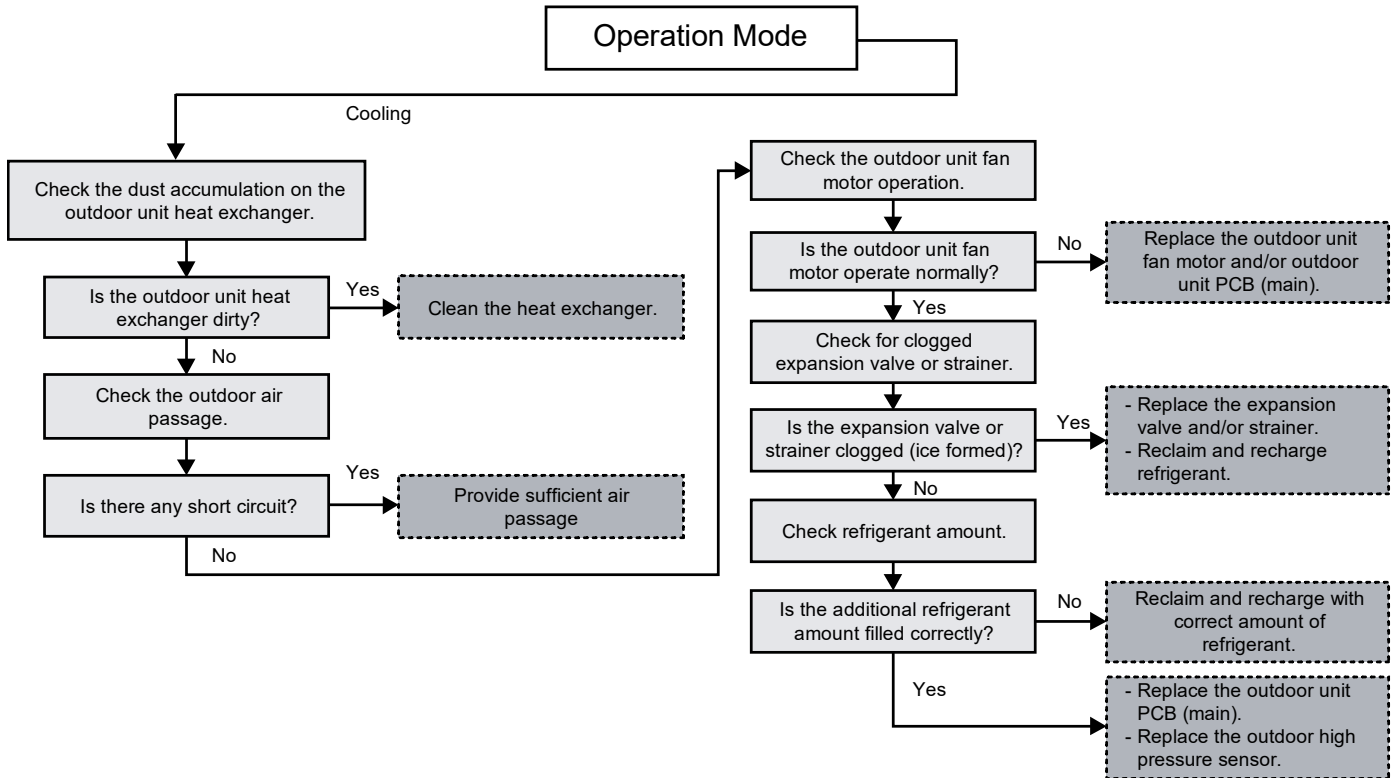 Operation Mode
Cooling
Check the dust accumulation on the
outdoor unit heat exchanger.
Is the outdoor unit heat
exchanger dirty?
Yes
Clean the heat exchanger.
No
Check the outdoor air
passage.
Is there any short circuit?
Yes
Provide sufficient air
passage
No
Check the outdoor unit fan
motor operation.
Is the outdoor unit fan
motor operate normally?
No
Replace the outdoor unit
fan motor and/or outdoor
unit PCB (main).
Yes
Check for clogged
expansion valve or strainer.
Is the expansion valve or
strainer clogged (ice formed)?
Yes
- Replace the expansion
valve and/or strainer.
- Reclaim and recharge
refrigerant.
No
Check refrigerant amount.
Is the additional refrigerant
amount filled correctly?
No
Reclaim and recharge with
correct amount of
refrigerant.
Yes
- Replace the outdoor unit
PCB (main).
- Replace the outdoor high
pressure sensor.